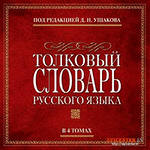 ПОД РЕДАКЦИЕЙ Д. Н. УШАКОВА
ТОЛКОВЫЙ
СЛОВАРЬ
РУССКОГО ЯЗЫКА
В 4 ТОМАХ